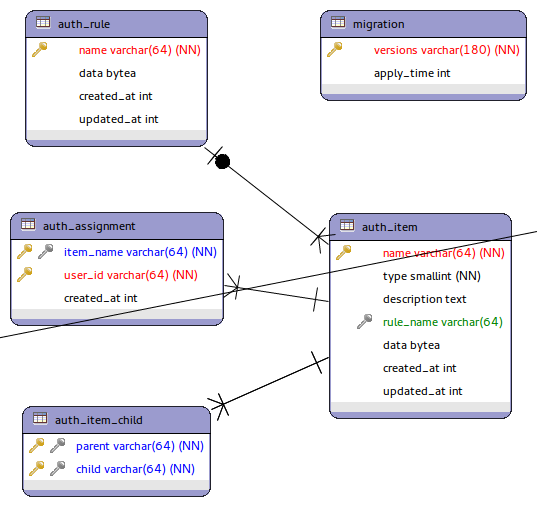 auth_rule
name varchar(64) (NN)
data bytea
created_at int
updated_at int
migration
versions varchar(180) (NN)
apply_time int
auth_assignment
item_name varchar(64) (NN)
user_id varchar(64) (NN)
created_at int
auth_item
name varchar(64) (NN)
type smallint (NN)
description text
rule_name varchar(64)
data bytea
created_at int
updated_at int
auth_item_child
parent varchar(64) (NN)
child varchar(64) (NN)